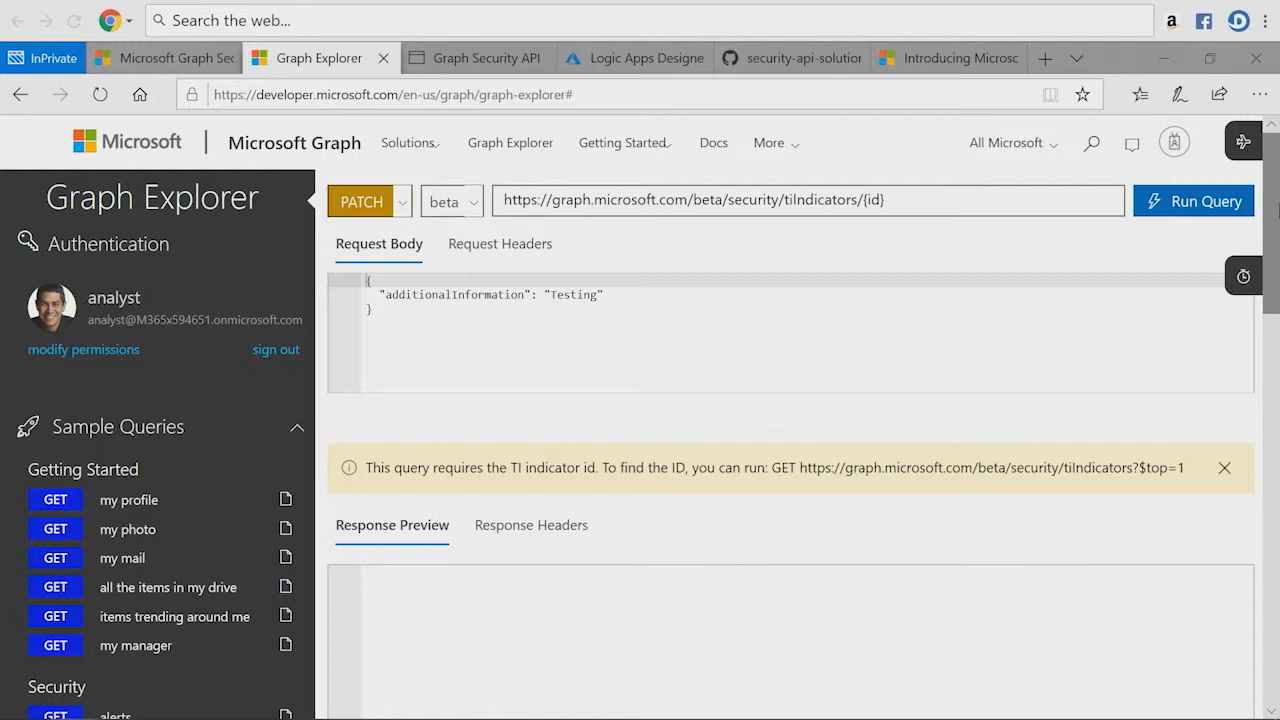 Search the web...
InPrivate
Microsoft Graph Sec
Graph Explorer
Graph Security API
Logic Apps Designe
security-api-solution
Introducing Microsc
https://developer.microsoft.com/en-us/graph/graph-explorer#
Microsoft
Microsoft Graph
Solutions
Graph Explorer
Getting Started
Docs
More
All Microsoft
Graph Explorer
PATCH
beta
https://graph.microsoft.com/beta/security/tiIndicators/{id}
Run Query
Authentication
Request Body
Request Headers
{
"additionalInformation": "Testing"
}
analyst
analyst@M365x594651.onmicrosoft.com
modify permissions
sign out
Sample Queries
This query requires the TI indicator id. To find the ID, you can run: GET https://graph.microsoft.com/beta/security/tiIndicators?$top=1
Getting Started
GET my profile
GET my photo
GET my mail
GET all the items in my drive
GET items trending around me
GET my manager
Response Preview
Response Headers
Security
GET alerts